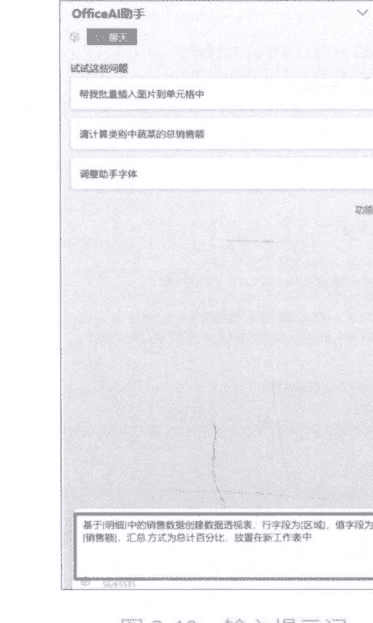 OfficeAI助手
聊天
试试这些问题
帮我批量插入图片到单元格中
请计算类别中蔬菜的总销售额
调整助手字体
功能
基于[明细]中的销售数据创建数据透视表，行字段为[区域]，值字段为
[销售额]，汇总方式为总计百分比，放置在新工作表中
56/65535